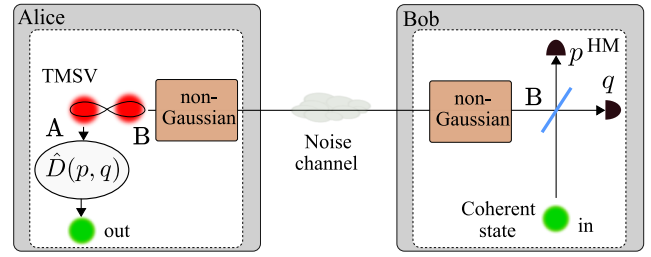 Alice
TMSV
A
B
non-
Gaussian
D̂(p, q)
out
Noise
channel
Bob
non-
Gaussian
B
p HM
q
Coherent
state
in